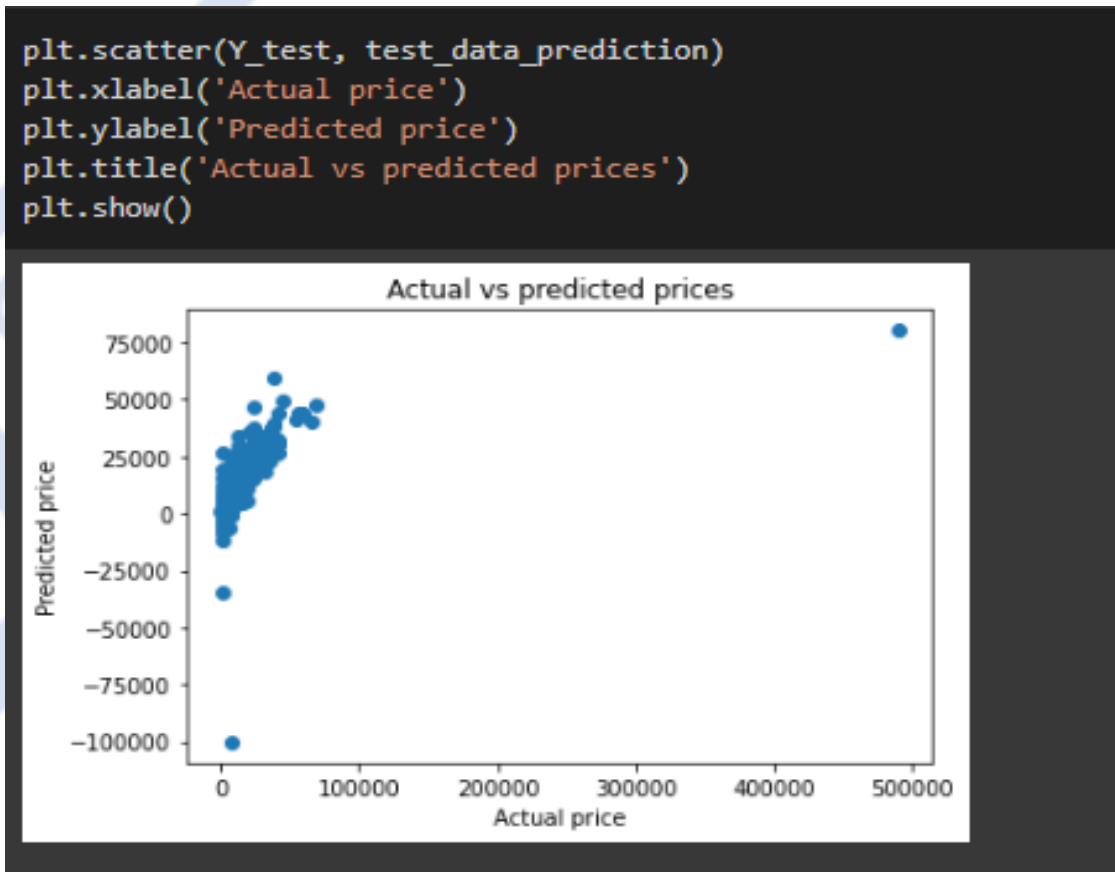 plt.scatter(Y_test, test_data_prediction)
plt.xlabel('Actual price')
plt.ylabel('Predicted price')
plt.title('Actual vs predicted prices')
plt.show()
Actual vs predicted prices
75000
50000
25000
0
−25000
−50000
−75000
−100000
Predicted price
0 100000 200000 300000 400000 500000
Actual price